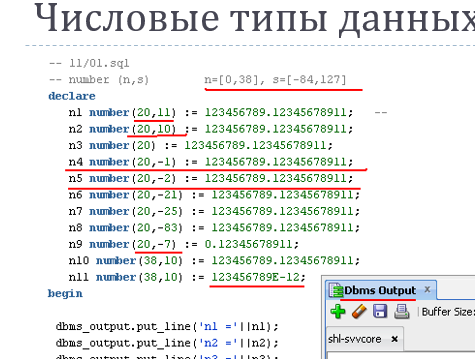 Числовые типы данных
-- 11/01.sql
-- number (n,s) n=[0,38], s=[-84,127]
declare
n1 number(20,11) := 123456789.12345678911; --
n2 number(20,10) := 123456789.12345678911;
n3 number(20) := 123456789.12345678911;
n4 number(20,-1) := 123456789.12345678911;
n5 number(20,-2) := 123456789.12345678911;
n6 number(20,-21) := 123456789.12345678911;
n7 number(20,-25) := 123456789.12345678911;
n8 number(20,-83) := 123456789.12345678911;
n9 number(20,-7) := 0.12345678911;
n10 number(38,10) := 123456789.12345678911;
n11 number(38,10) := 123456789E-12;
begin
dbms_output.put_line('n1 ='||n1);
dbms_output.put_line('n2 ='||n2);
Dbms Output x
Buffer Size:
shl-svvcore x